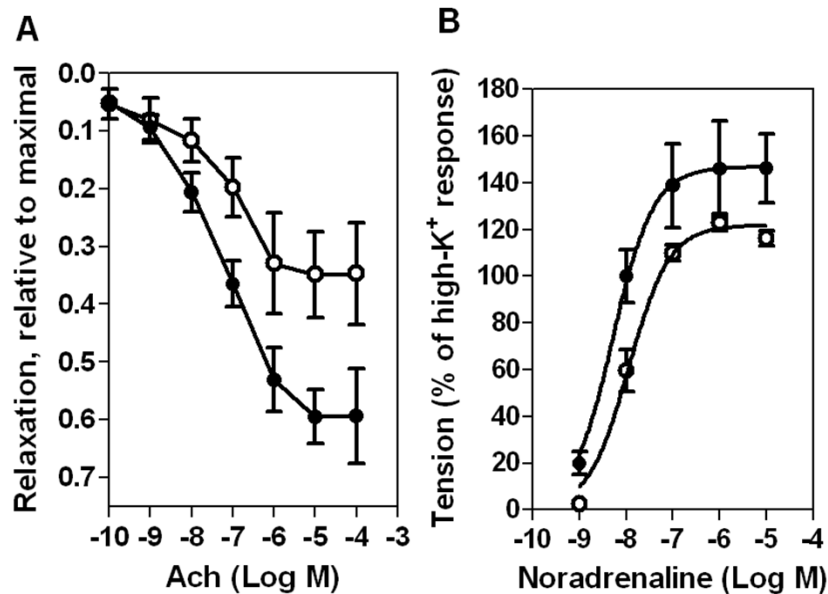 A
Relaxation, relative to maximal
0.0
0.1
0.2
0.3
0.4
0.5
0.6
0.7
-10 -9 -8 -7 -6 -5 -4 -3
Ach (Log M)
B
Tension (% of high-K⁺ response)
180
160
140
120
100
80
60
40
20
0
-10 -9 -8 -7 -6 -5 -4
Noradrenaline (Log M)